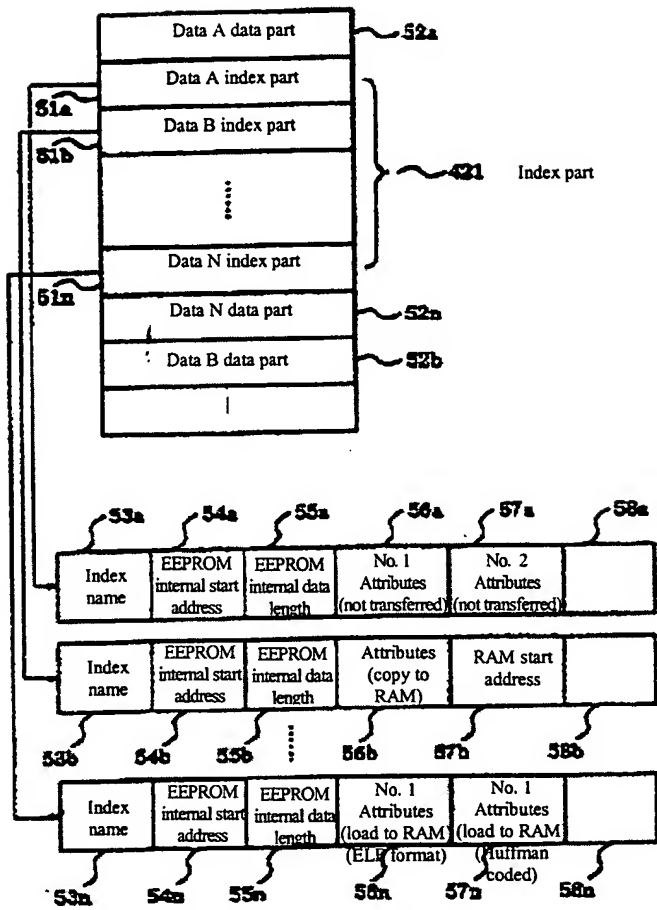 Data A data part
52a
Data A index part
51a
Data B index part
51b
421 Index part
Data N index part
51n
Data N data part
52n
Data B data part
52b
53a 54a 55a 56a 57a 58a
Index name
EEPROM internal start address
EEPROM internal data length
No. 1 Attributes (not transferred)
No. 2 Attributes (not transferred)
Index name
EEPROM internal start address
EEPROM internal data length
Attributes (copy to RAM)
RAM start address
53b 54b 55b 56b 57b 58b
Index name
EEPROM internal start address
EEPROM internal data length
No. 1 Attributes (load to RAM (ELF format)
No. 1 Attributes (load to RAM (Huffman coded)
53n 54n 55n 56n 57n 58n